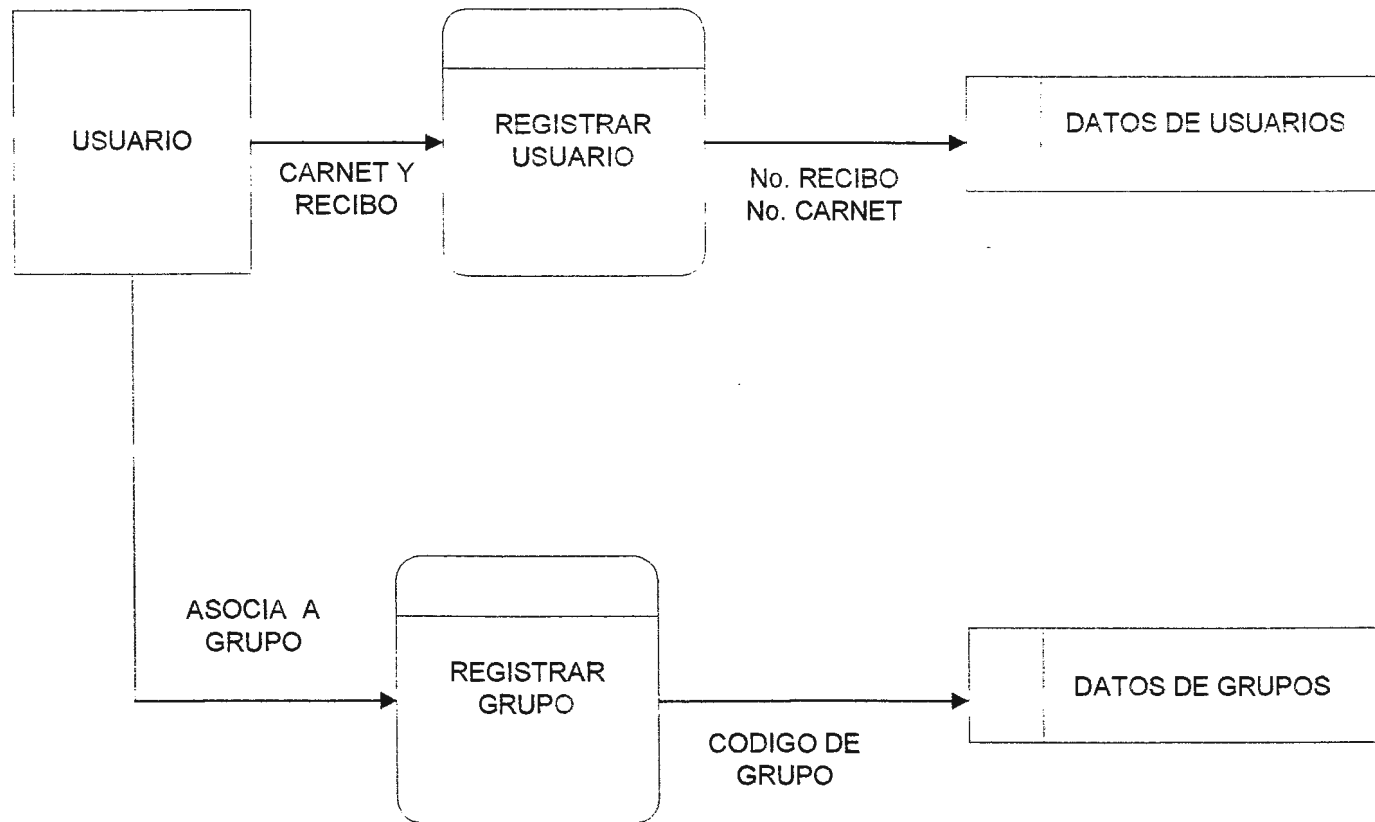 USUARIO
CARNET Y
RECIBO
REGISTRAR
USUARIO
No. RECIBO
No. CARNET
DATOS DE USUARIOS
ASOCIA A
GRUPO
REGISTRAR
GRUPO
CODIGO DE
GRUPO
DATOS DE GRUPOS